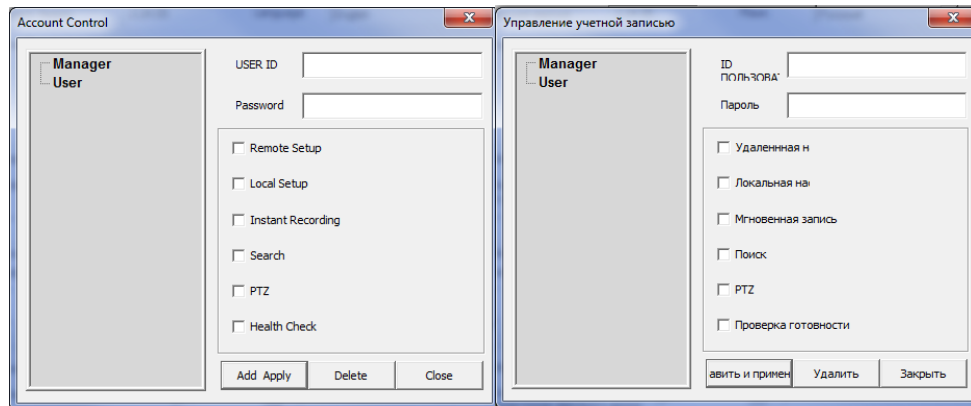 Account Control
Manager
User
USER ID
Password
Remote Setup
Local Setup
Instant Recording
Search
PTZ
Health Check
Add Apply
Delete
Close
Управление учетной записью
Manager
User
ID
ПОЛЬЗОВА
Пароль
Удаленнная н
Локальная на
Мгновенная запись
Поиск
PTZ
Проверка готовности
авить и примен
Удалить
Закрыть